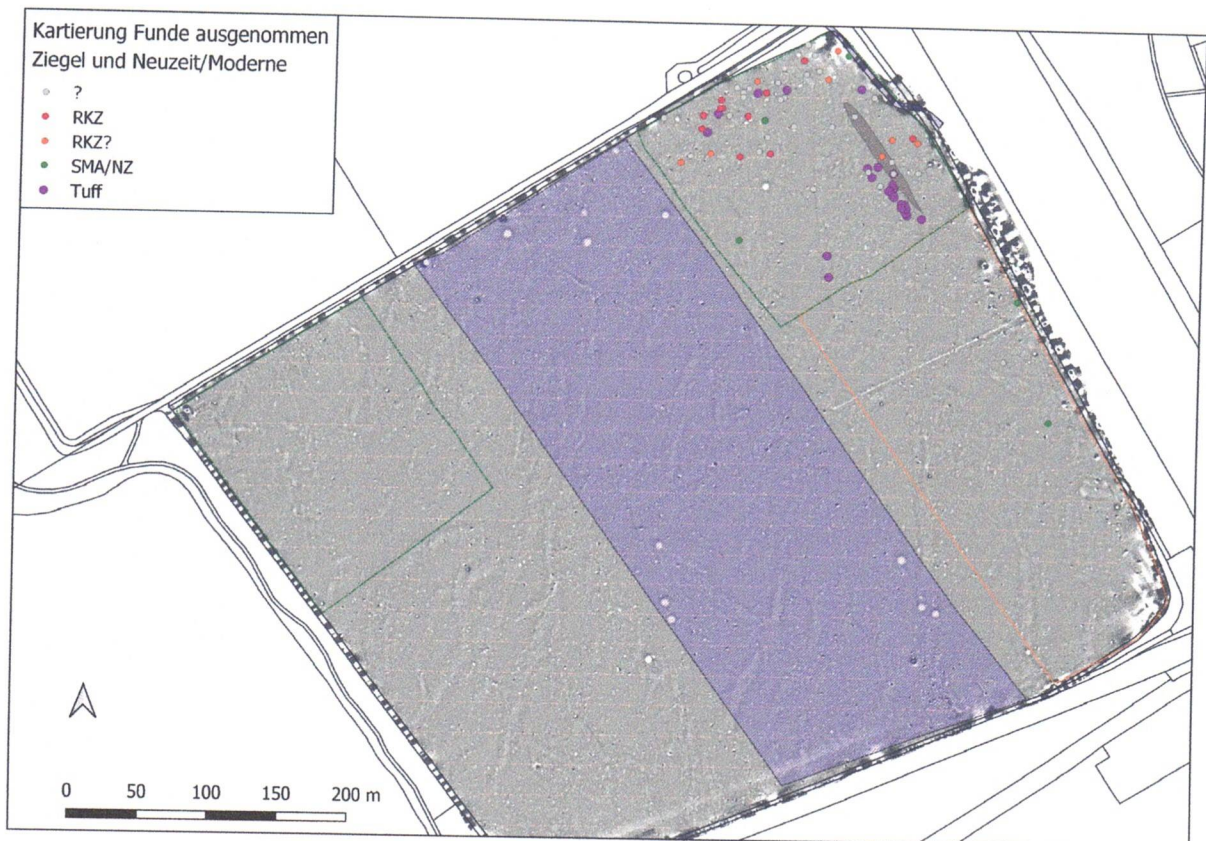 Kartierung Funde ausgenommen
Ziegel und Neuzeit/Moderne
?
RKZ
RKZ?
SMA/NZ
Tuff
0 50 100 150 200 m